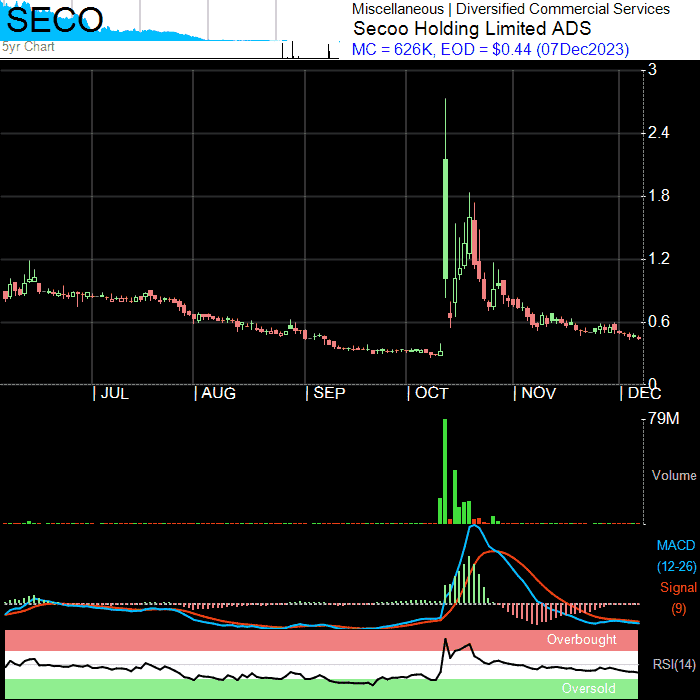 SECO
5yr Chart
Miscellaneous | Diversified Commercial Services
Secoo Holding Limited ADS
MC = 626K, EOD = $0.44 (07Dec2023)
3
2.4
1.8
1.2
0.6
0
| JUL | AUG | SEP | OCT | NOV | DEC
79M
Volume
MACD
(12-26)
Signal
(9)
Overbought
RSI(14)
Oversold